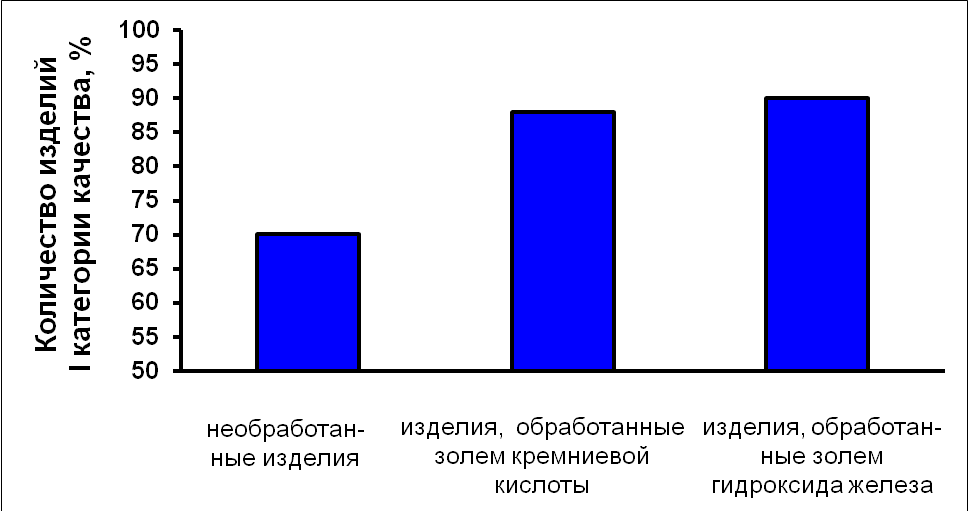 Количество изделий
I категории качества, %
100
95
90
85
80
75
70
65
60
55
50
необработан-
ные изделия
изделия, обработанные
золем кремниевой
кислоты
изделия, обработан-
ные золем
гидроксида железа